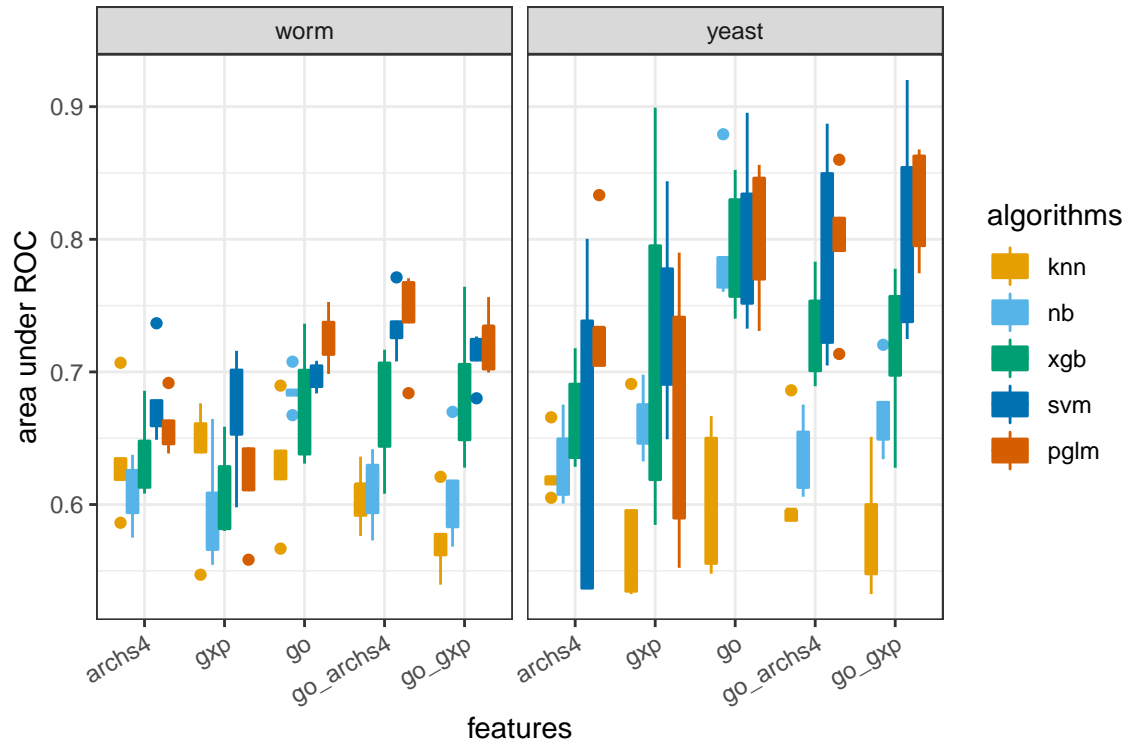 worm
yeast
0.9
0.8
0.7
0.6
area under ROC
archs4
gxp
go
go_archs4
go_gxp
archs4
gxp
go
go_archs4
go_gxp
features
algorithms
knn
nb
xgb
svm
pglm